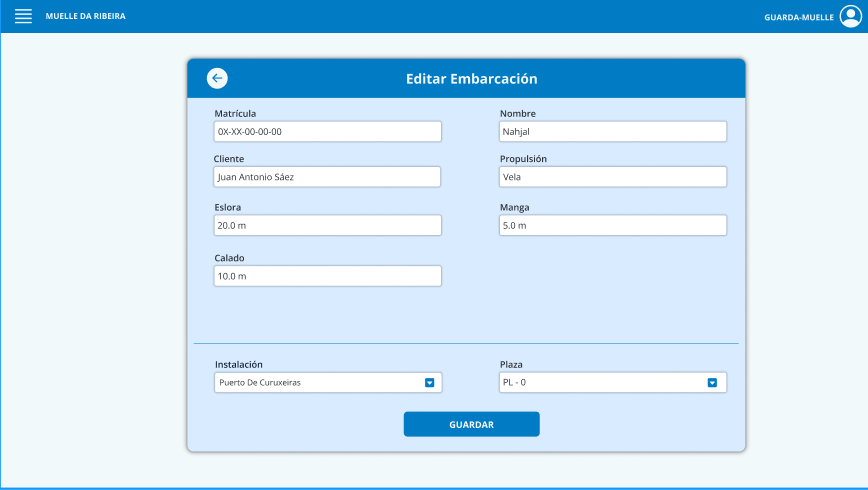 MUELLE DA RIBEIRA
GUARDA-MUELLE
Editar Embarcación
Matrícula
Nombre
0X-XX-00-00-00
Nahjal
Cliente
Propulsión
Juan Antonio Sáez
Vela
Eslora
Manga
20.0 m
5.0 m
Calado
10.0 m
Instalación
Plaza
Puerto De Curuxeiras
PL - 0
GUARDAR